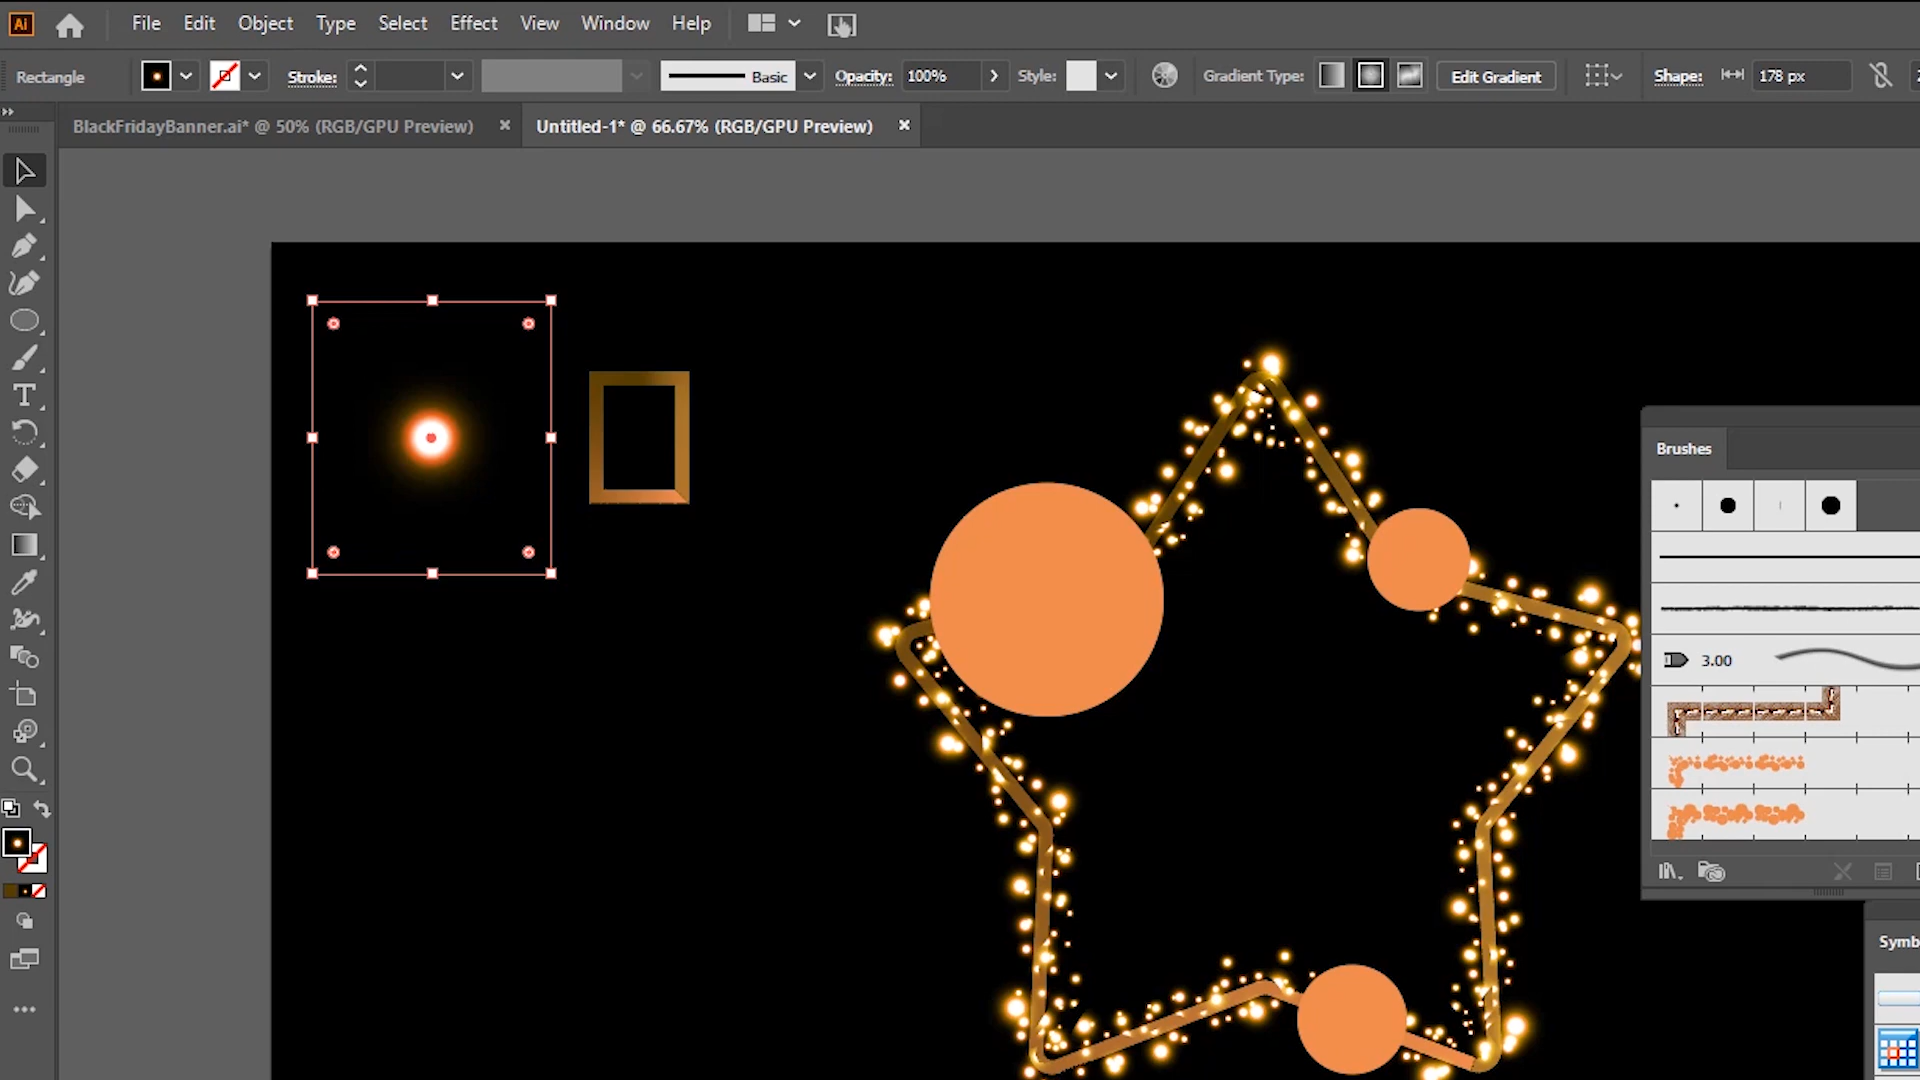 Ai File Edit Object Type Select Effect View Window Help
Rectangle Stroke: Basic Opacity: 100% Style: Gradient Type: Edit Gradient Shape: 178 px
BlackFridayBanner.ai* @ 50% (RGB/GPU Preview) × Untitled-1* @ 66.67% (RGB/GPU Preview) ×
Brushes
3.00
Symb